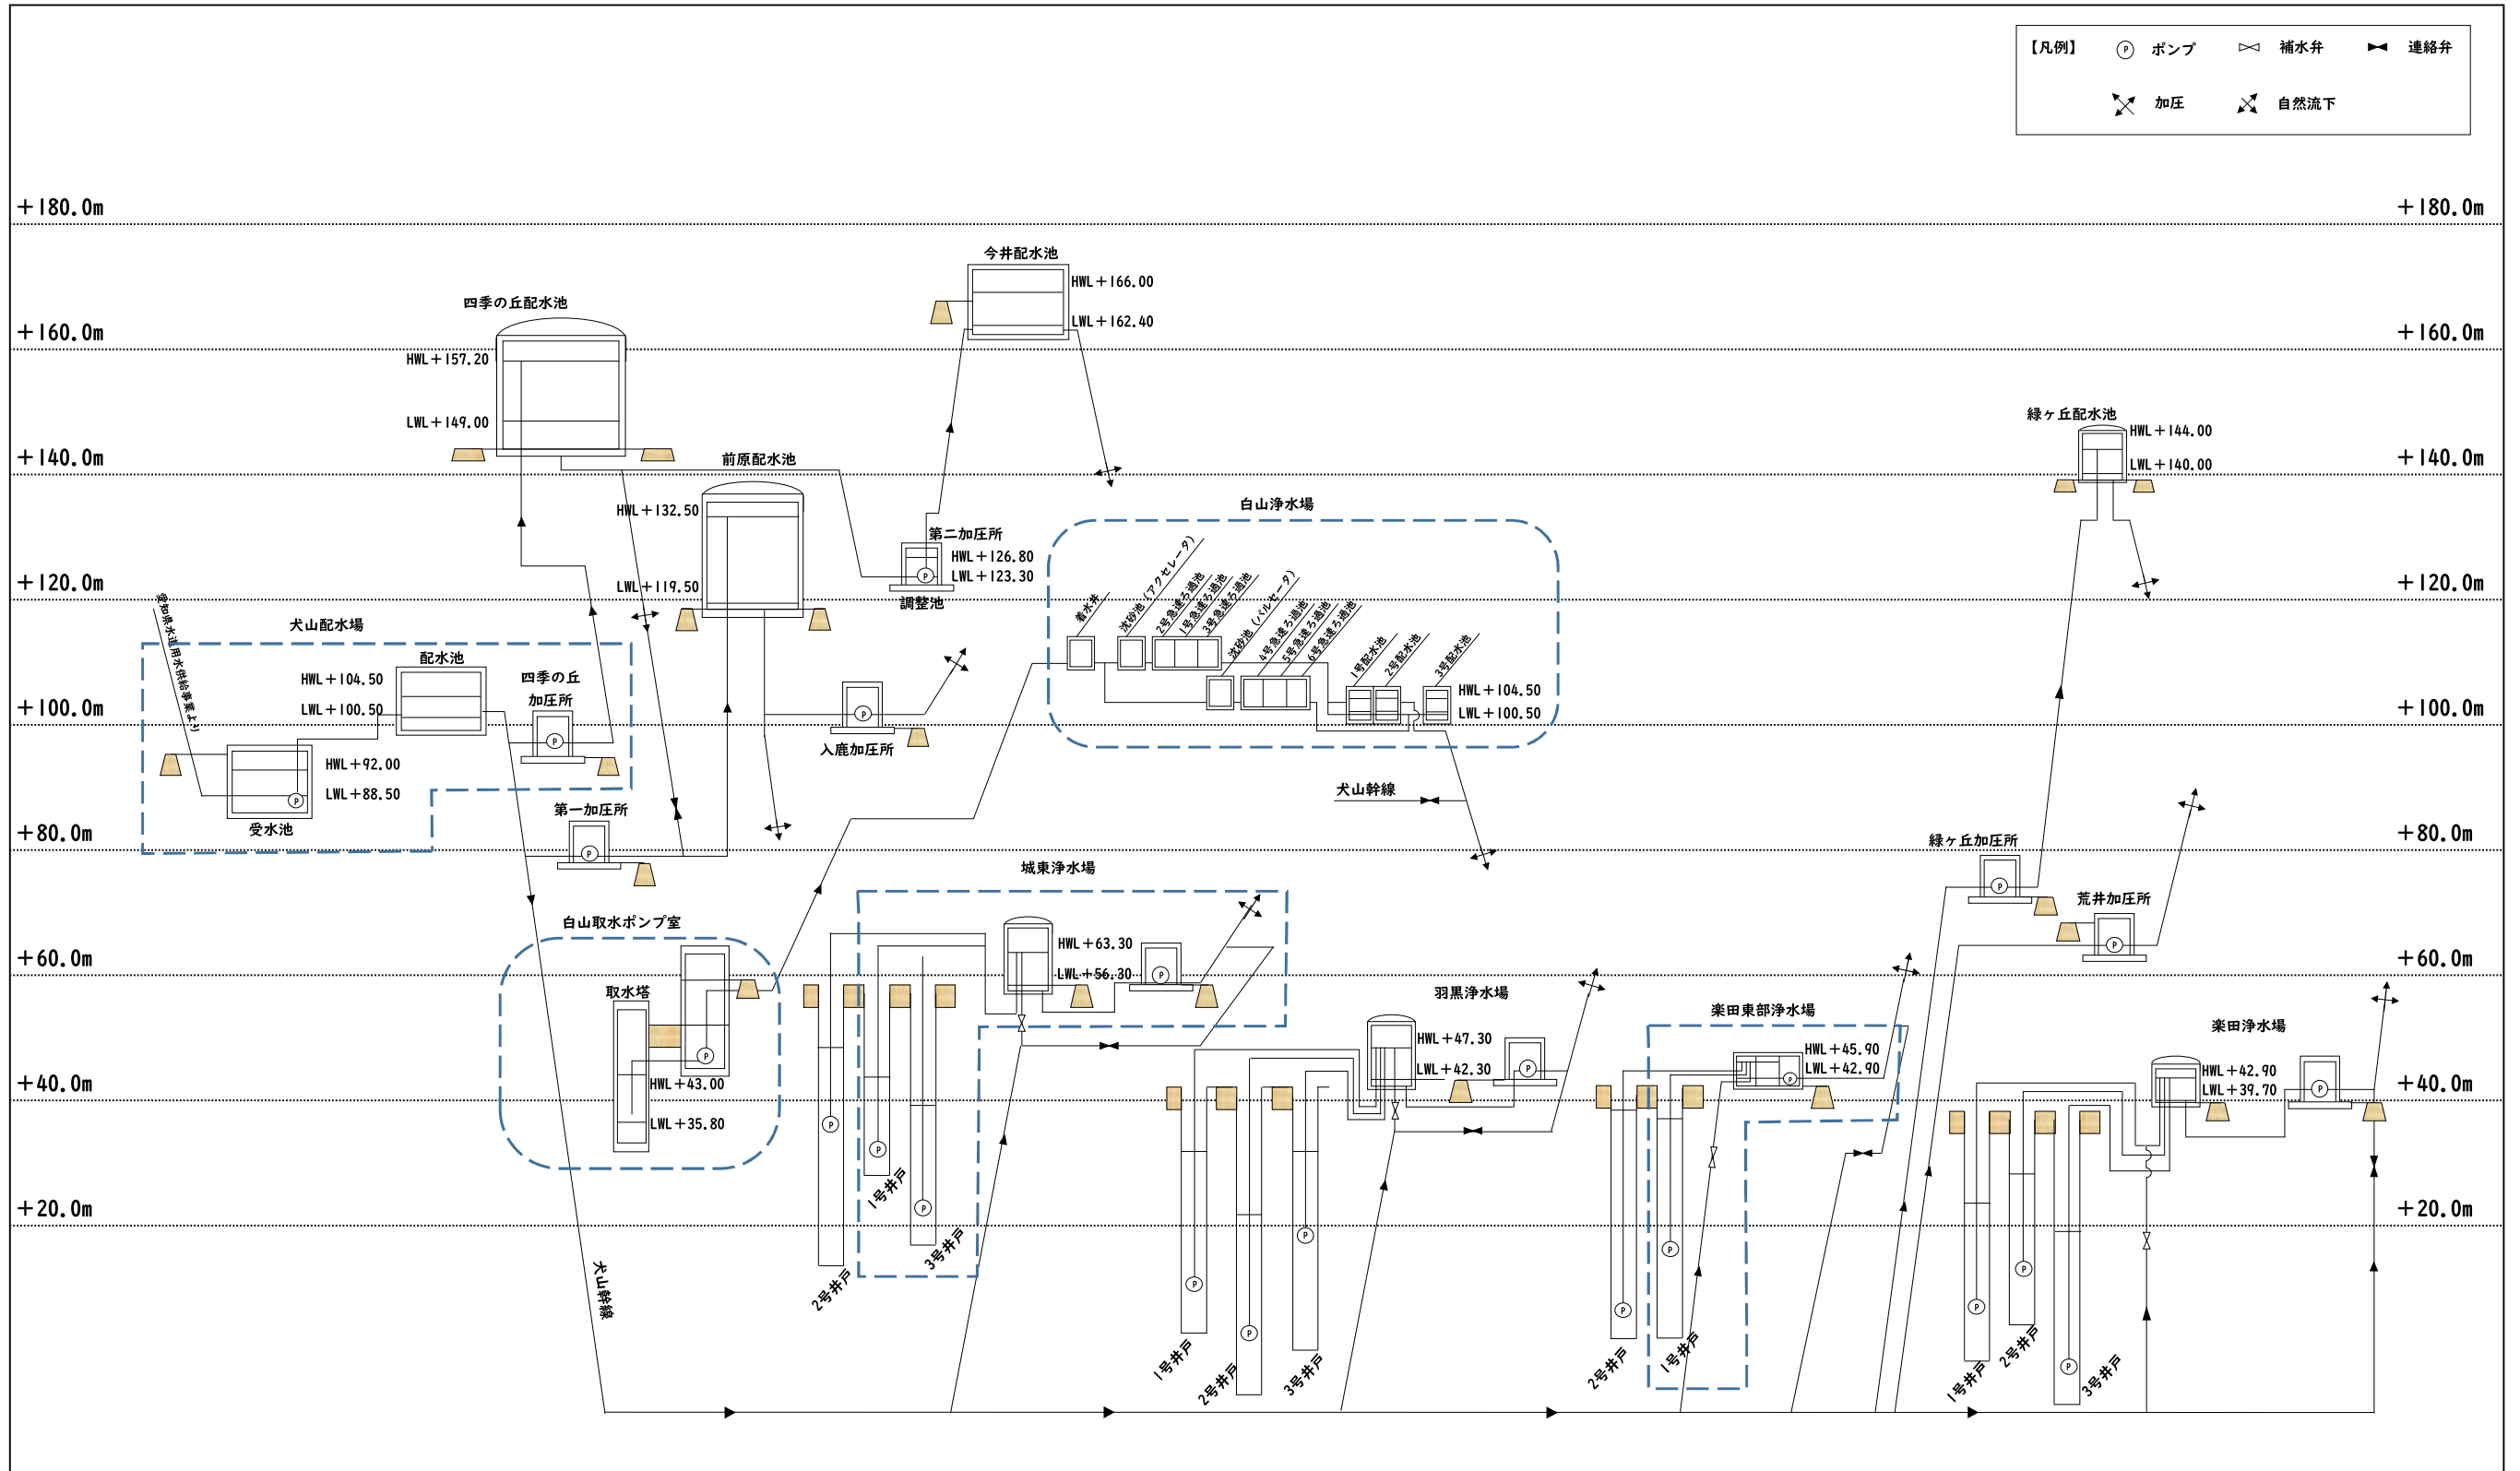 【凡例】
ポンプ
補水弁
連絡弁
加圧
自然流下
+180.0m
+180.0m
今井配水池
HWL+166.00
LWL+162.40
四季の丘配水池
+160.0m
+160.0m
HWL+157.20
LWL+149.00
緑ヶ丘配水池
HWL+144.00
LWL+140.00
+140.0m
+140.0m
前原配水池
HWL+132.50
LWL+119.50
第二加圧所
P
HWL+126.80
LWL+123.30
調整池
白山浄水場
着水井
沈砂池(アクセレータ)
2号急速ろ過池
1号急速ろ過池
3号急速ろ過池
沈砂池(パルセータ)
4号急速ろ過池
5号急速ろ過池
6号急速ろ過池
1号配水池
2号配水池
3号配水池
HWL+104.50
LWL+100.50
+120.0m
+120.0m
愛知県水道用水供給事業より
犬山配水場
配水池
HWL+104.50
LWL+100.50
四季の丘
加圧所
P
+100.0m
+100.0m
HWL+92.00
LWL+88.50
P
受水池
P
入鹿加圧所
犬山幹線
第一加圧所
P
+80.0m
+80.0m
緑ヶ丘加圧所
P
荒井加圧所
P
城東浄水場
HWL+63.30
LWL+56.30
P
白山取水ポンプ室
取水塔
P
HWL+43.00
LWL+35.80
+60.0m
+60.0m
羽黒浄水場
HWL+47.30
LWL+42.30
P
楽田東部浄水場
HWL+45.90
LWL+42.90
P
楽田浄水場
HWL+42.90
LWL+39.70
P
+40.0m
+40.0m
P
P
P
1号井戸
2号井戸
3号井戸
+20.0m
+20.0m
犬山幹線
P
P
P
1号井戸
2号井戸
3号井戸
P
P
2号井戸
1号井戸
P
P
P
1号井戸
2号井戸
3号井戸